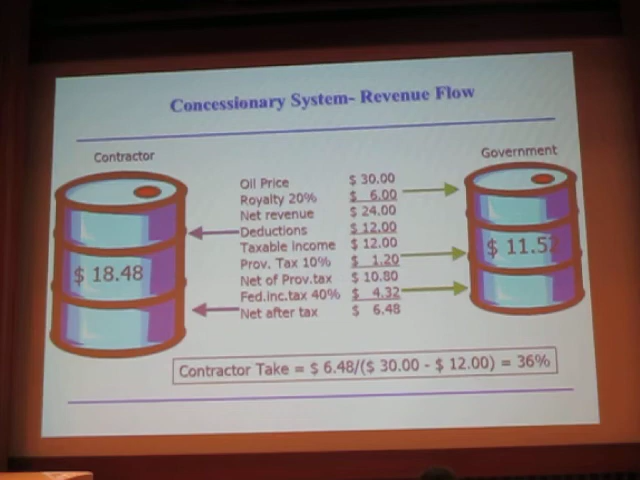 Concessionary System- Revenue Flow
Contractor
Government
Oil Price $ 30.00
Royalty 20% $ 6.00
Net revenue $ 24.00
Deductions $ 12.00
Taxable income $ 12.00
Prov. Tax 10% $ 1.20
Net of Prov.tax $ 10.80
Fed.inc.tax 40% $ 4.32
Net after tax $ 6.48
$ 18.48
$ 11.52
Contractor Take = $ 6.48/($ 30.00 - $ 12.00) = 36%